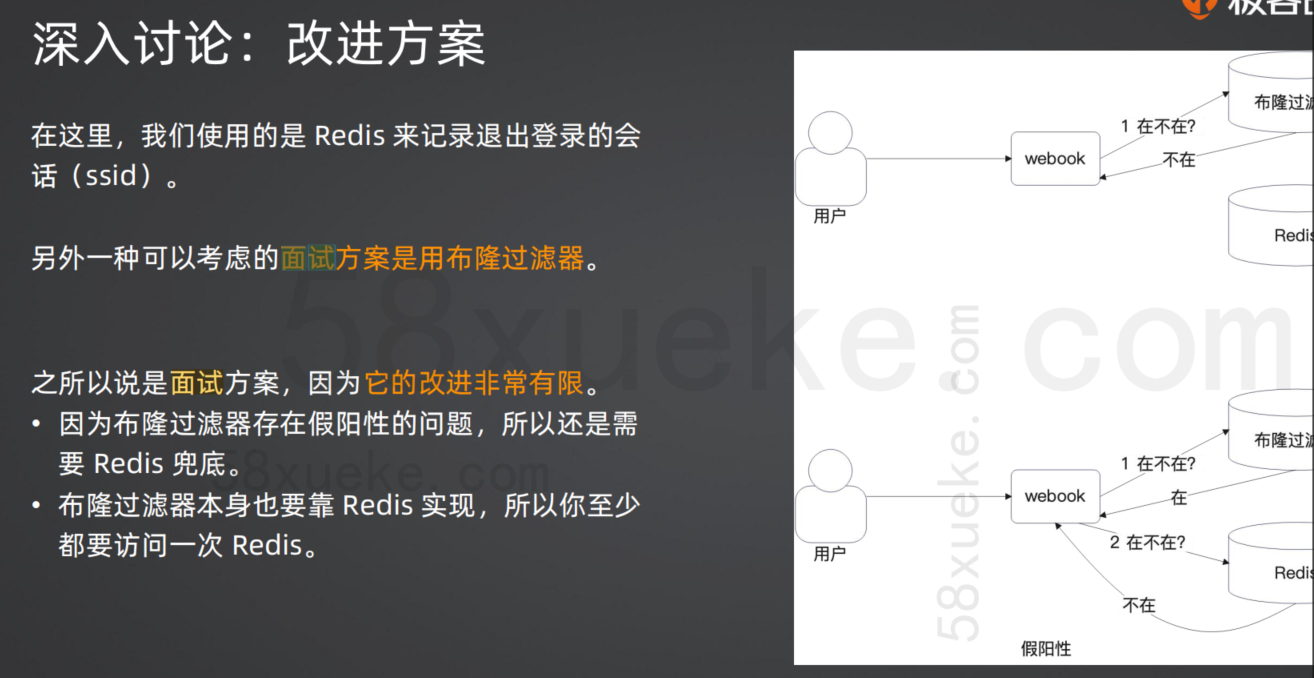 深入讨论：改进方案
在这里，我们使用的是 Redis 来记录退出登录的会
话（ssid）。
另外一种可以考虑的面试方案是用布隆过滤器。
之所以说是面试方案，因为它的改进非常有限。
• 因为布隆过滤器存在假阳性的问题，所以还是需
要 Redis 兜底。
• 布隆过滤器本身也要靠 Redis 实现，所以你至少
都要访问一次 Redis。
布隆过
1 在不在?
webook
不在
用户
Redis
布隆过
1 在不在?
webook
在
2 在不在?
用户
Redis
不在
假阳性
58xueke.com
58xueke.com
58xueke.com